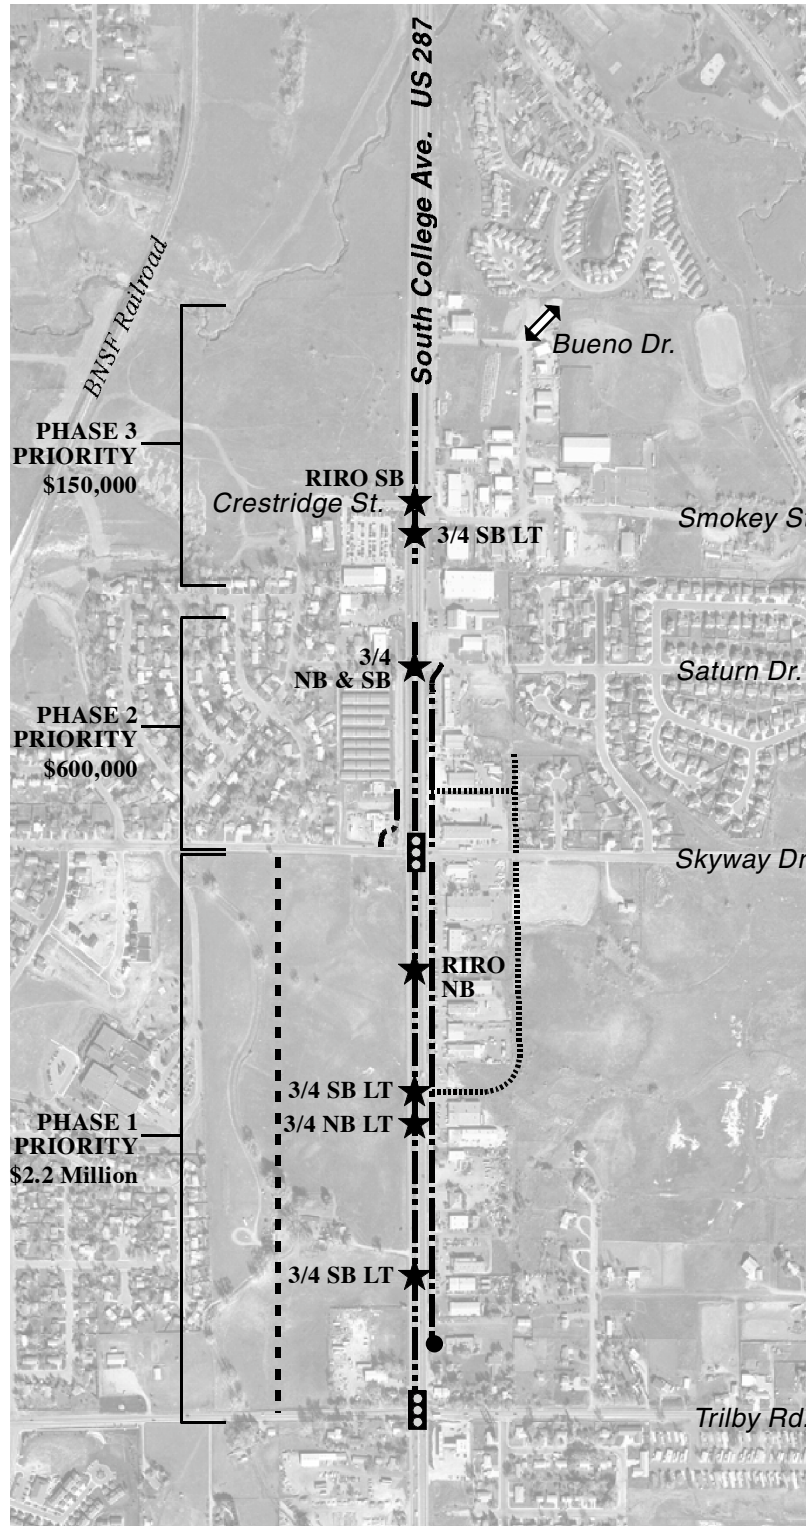 South College Ave. US 287
BNSF Railroad
Bueno Dr.
PHASE 3
PRIORITY
$150,000
RIRO SB
Crestridge St.
3/4 SB LT
Smokey St
3/4
NB & SB
Saturn Dr.
PHASE 2
PRIORITY
$600,000
Skyway Dr
RIRO
NB
3/4 SB LT
3/4 NB LT
PHASE 1
PRIORITY
$2.2 Million
3/4 SB LT
Trilby Rd.